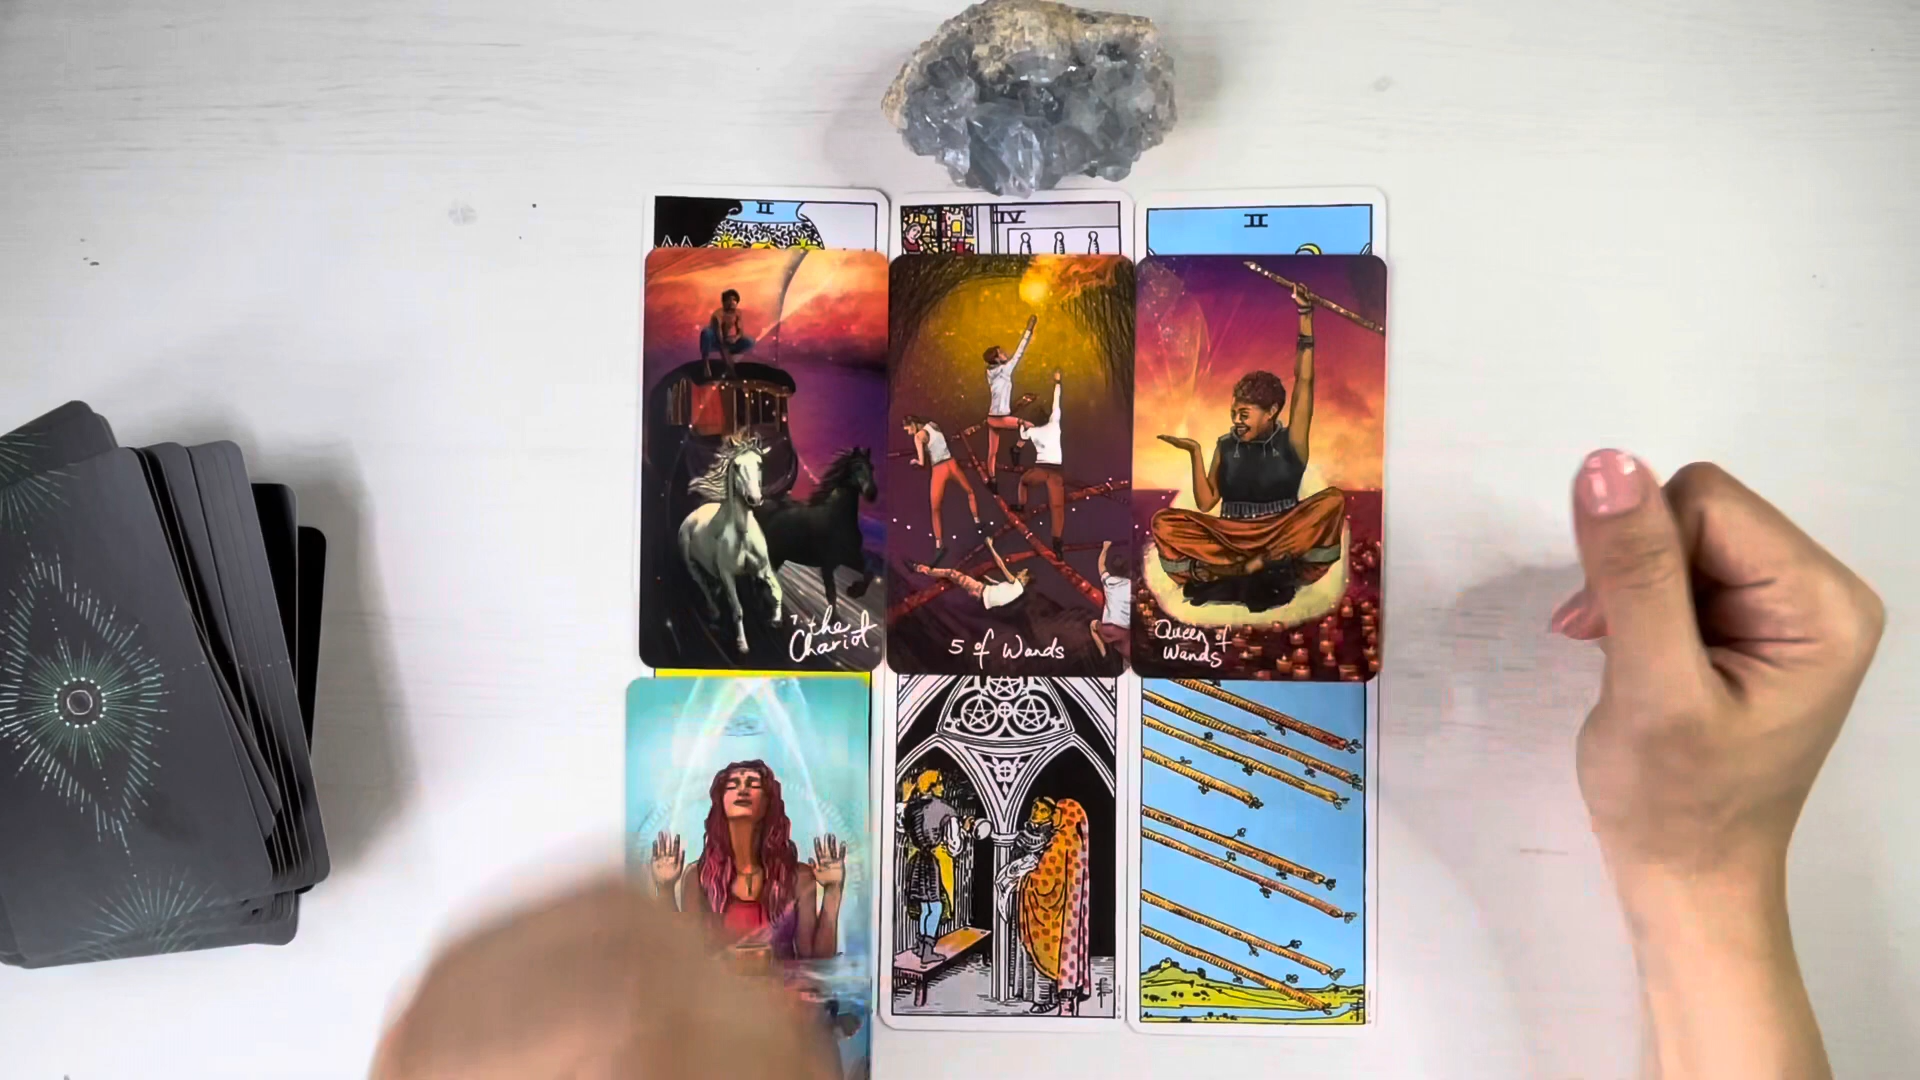 II
IV
II
7 the
Chariot
5 of Wands
Queen of
Wands